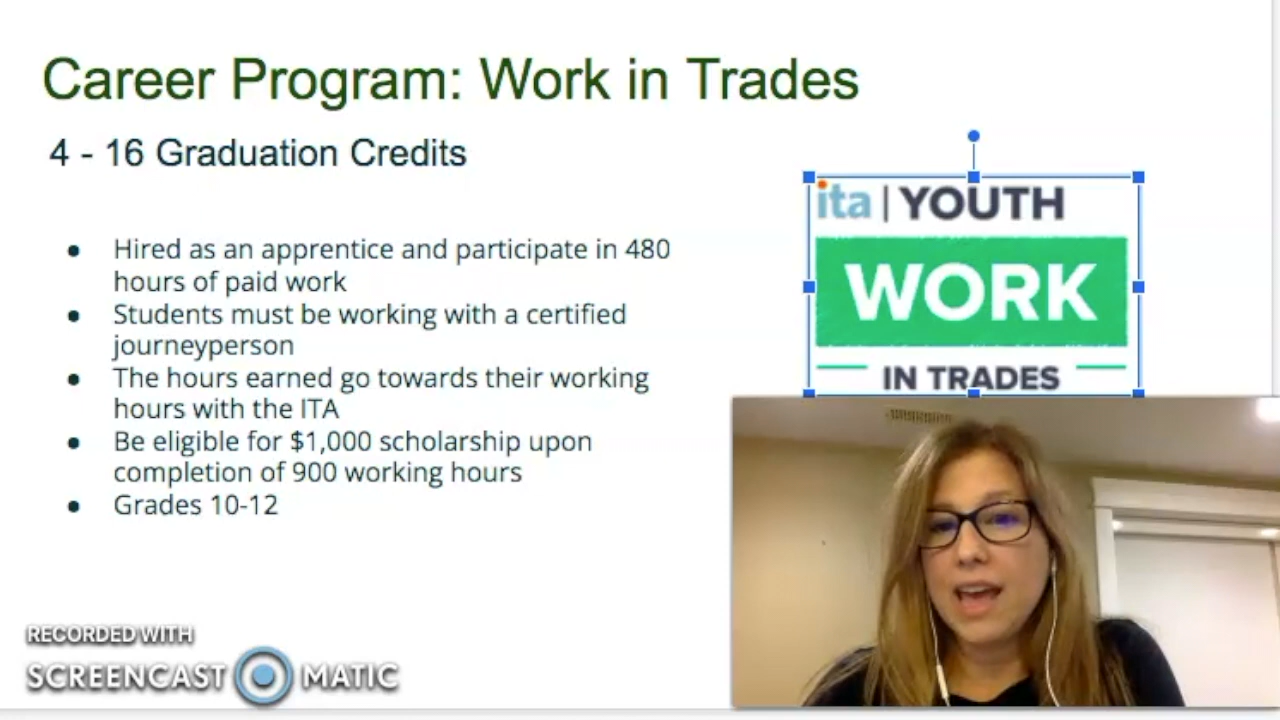 Career Program: Work in Trades
4 - 16 Graduation Credits
● Hired as an apprentice and participate in 480
hours of paid work
● Students must be working with a certified
journeyperson
● The hours earned go towards their working
hours with the ITA
● Be eligible for $1,000 scholarship upon
completion of 900 working hours
● Grades 10-12
ita | YOUTH
WORK
IN TRADES
RECORDED WITH
SCREENCAST MATIC